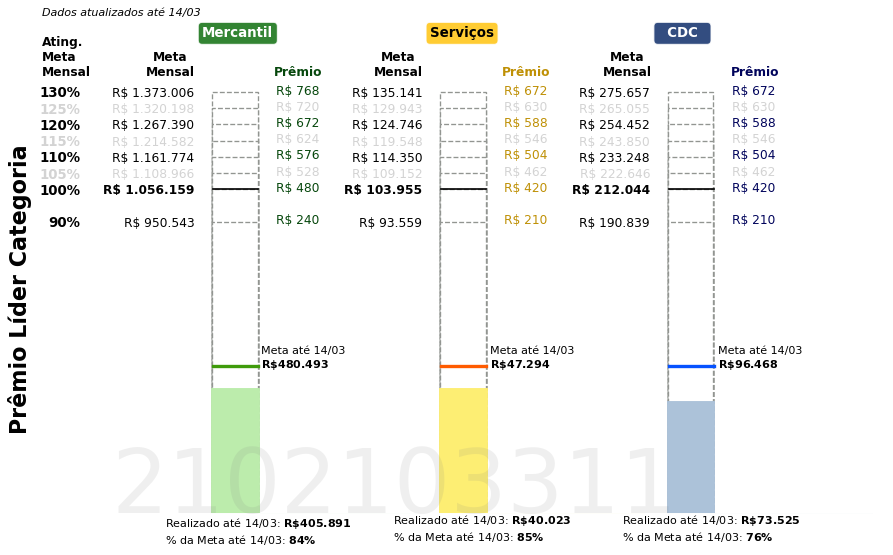 Dados atualizados até 14/03
Mercantil Serviços CDC
Ating.
Meta Meta Meta Meta
Mensal Mensal Prêmio Mensal Prêmio Mensal Prêmio
130% R$ 1.373.006 R$ 768 R$ 135.141 R$ 672 R$ 275.657 R$ 672
125% R$ 1.320.198 R$ 720 R$ 129.943 R$ 630 R$ 265.055 R$ 630
120% R$ 1.267.390 R$ 672 R$ 124.746 R$ 588 R$ 254.452 R$ 588
115% R$ 1.214.582 R$ 624 R$ 119.548 R$ 546 R$ 243.850 R$ 546
110% R$ 1.161.774 R$ 576 R$ 114.350 R$ 504 R$ 233.248 R$ 504
105% R$ 1.108.966 R$ 528 R$ 109.152 R$ 462 R$ 222.646 R$ 462
100% R$ 1.056.159 R$ 480 R$ 103.955 R$ 420 R$ 212.044 R$ 420
90% R$ 950.543 R$ 240 R$ 93.559 R$ 210 R$ 190.839 R$ 210
Prêmio Líder Categoria
Meta até 14/03 Meta até 14/03 Meta até 14/03
R$480.493 R$47.294 R$96.468
2102103311
Realizado até 14/03: R$405.891 Realizado até 14/03: R$40.023 Realizado até 14/03: R$73.525
% da Meta até 14/03: 84% % da Meta até 14/03: 85% % da Meta até 14/03: 76%